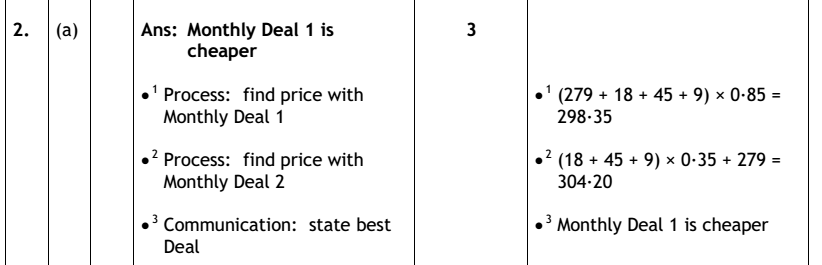 2. (a) Ans: Monthly Deal 1 is 3
cheaper
•¹ Process: find price with •¹ (279 + 18 + 45 + 9) × 0·85 =
Monthly Deal 1 298·35
•² Process: find price with •² (18 + 45 + 9) × 0·35 + 279 =
Monthly Deal 2 304·20
•³ Communication: state best •³ Monthly Deal 1 is cheaper
Deal